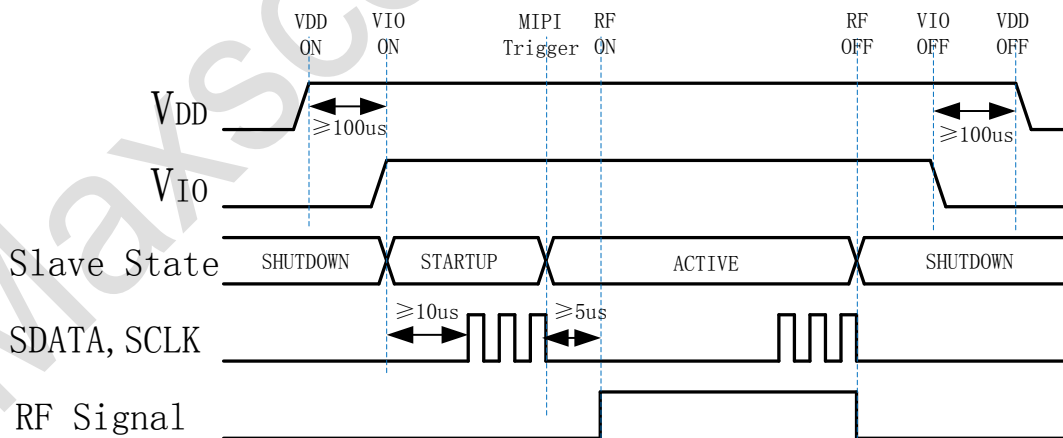 VDD ON
VIO ON
MIPI Trigger
RF ON
RF OFF
VIO OFF
VDD OFF
VDD
≥100us
≥100us
VIO
Slave State
SHUTDOWN
STARTUP
ACTIVE
SHUTDOWN
≥10us
≥5us
SDATA, SCLK
RF Signal
Maxsc